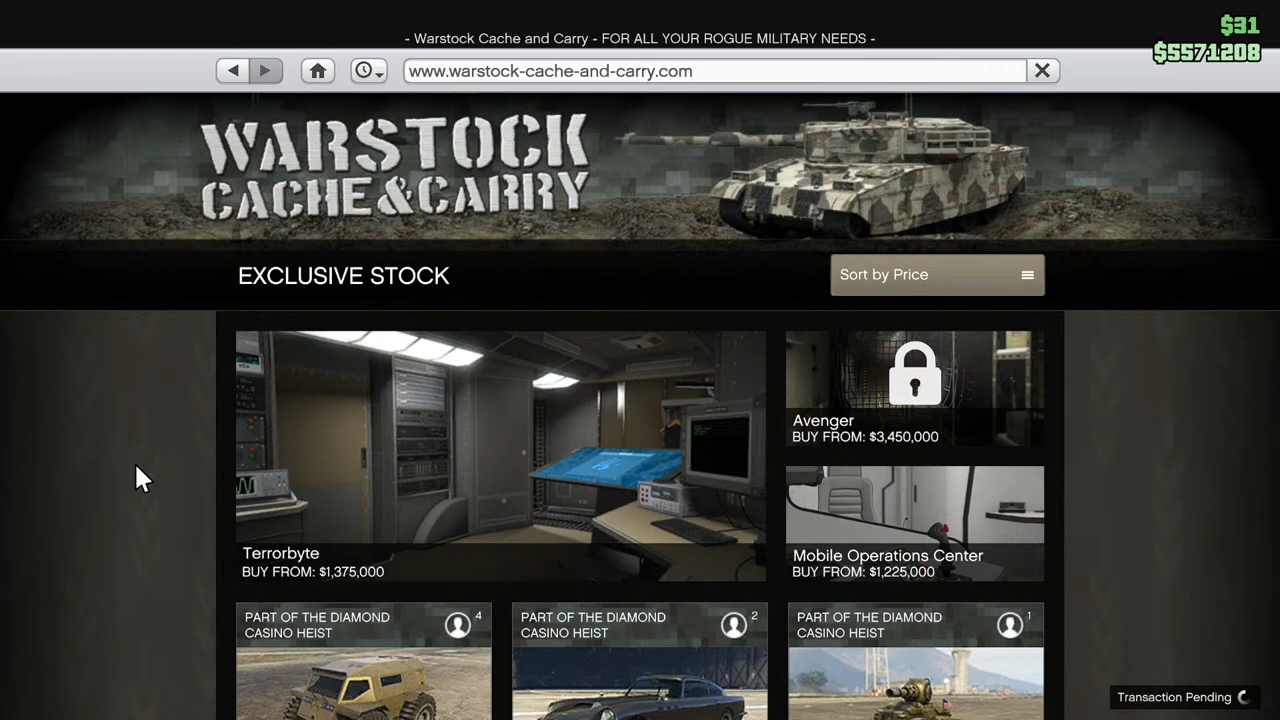 - Warstock Cache and Carry - FOR ALL YOUR ROGUE MILITARY NEEDS -
$31
$5571208
www.warstock-cache-and-carry.com
WARSTOCK
CACHE&CARRY
EXCLUSIVE STOCK
Sort by Price
Terrorbyte
BUY FROM: $1,375,000
Avenger
BUY FROM: $3,450,000
Mobile Operations Center
BUY FROM: $1,225,000
PART OF THE DIAMOND
CASINO HEIST
4
PART OF THE DIAMOND
CASINO HEIST
2
PART OF THE DIAMOND
CASINO HEIST
1
Transaction Pending